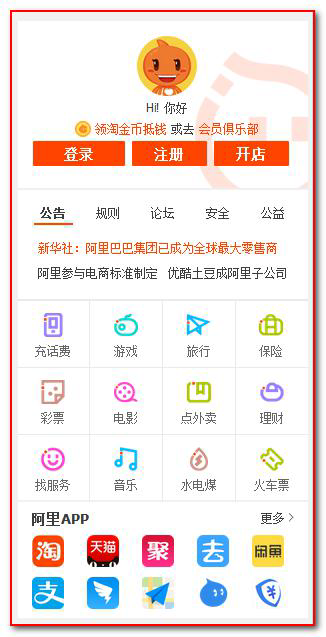 Hi! 你好
领淘金币抵钱 或去 会员俱乐部
登录 注册 开店
公告 规则 论坛 安全 公益
新华社：阿里巴巴集团已成为全球最大零售商
阿里参与电商标准制定 优酷土豆成阿里子公司
充话费 游戏 旅行 保险
彩票 电影 点外卖 理财
找服务 音乐 水电煤 火车票
阿里APP 更多
淘 天猫 聚 去 闲鱼
支